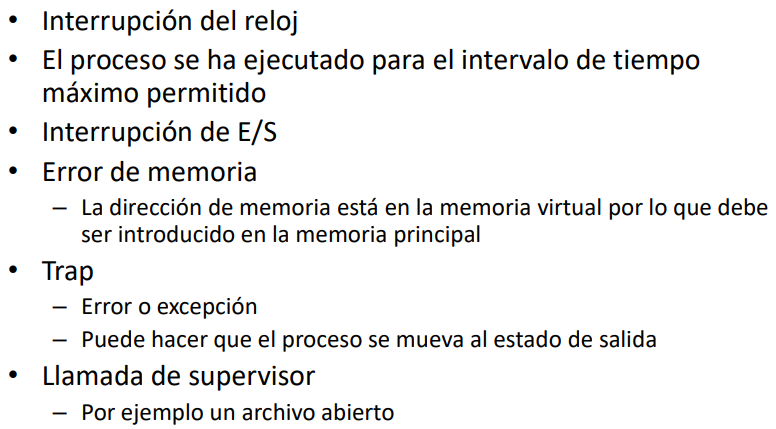 • Interrupción del reloj
• El proceso se ha ejecutado para el intervalo de tiempo
máximo permitido
• Interrupción de E/S
• Error de memoria
– La dirección de memoria está en la memoria virtual por lo que debe
ser introducido en la memoria principal
• Trap
– Error o excepción
– Puede hacer que el proceso se mueva al estado de salida
• Llamada de supervisor
– Por ejemplo un archivo abierto